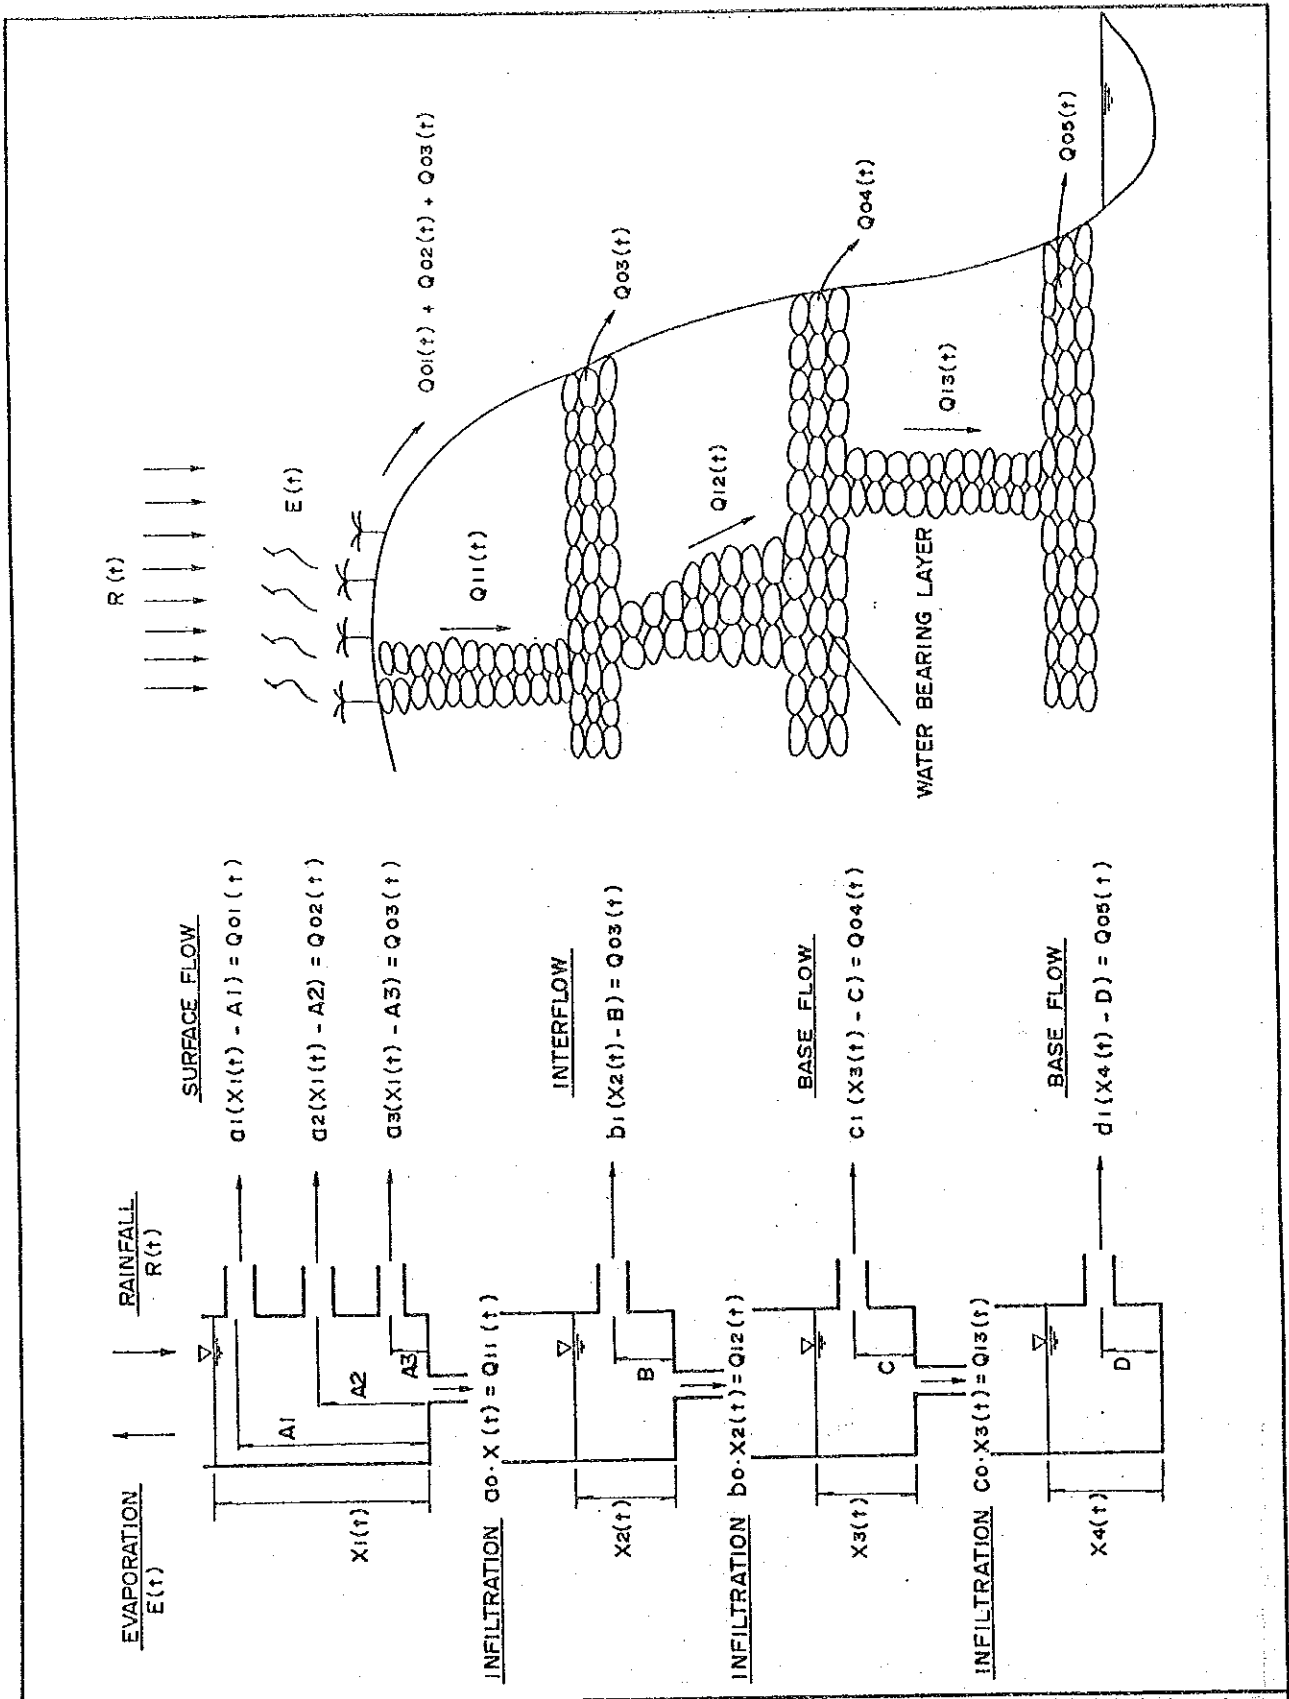 EVAPORATION
E(t)
RAINFALL
R(t)
SURFACE FLOW
a1(X1(t) - A1) = Q01(t)
a2(X1(t) - A2) = Q02(t)
a3(X1(t) - A3) = Q03(t)
X1(t)
A1
A2
A3
INFILTRATION ao·X (t) = Q11(t)
INTERFLOW
b1(X2(t) - B) = Q03(t)
X2(t)
B
INFILTRATION bo·X2(t) = Q12(t)
BASE FLOW
c1(X3(t) - C) = Q04(t)
X3(t)
C
INFILTRATION Co·X3(t) = Q13(t)
BASE FLOW
d1(X4(t) - D) = Q05(t)
X4(t)
D
R(t)
E(t)
Q01(t) + Q02(t) + Q03(t)
Q11(t)
Q03(t)
Q12(t)
Q04(t)
WATER BEARING LAYER
Q13(t)
Q05(t)